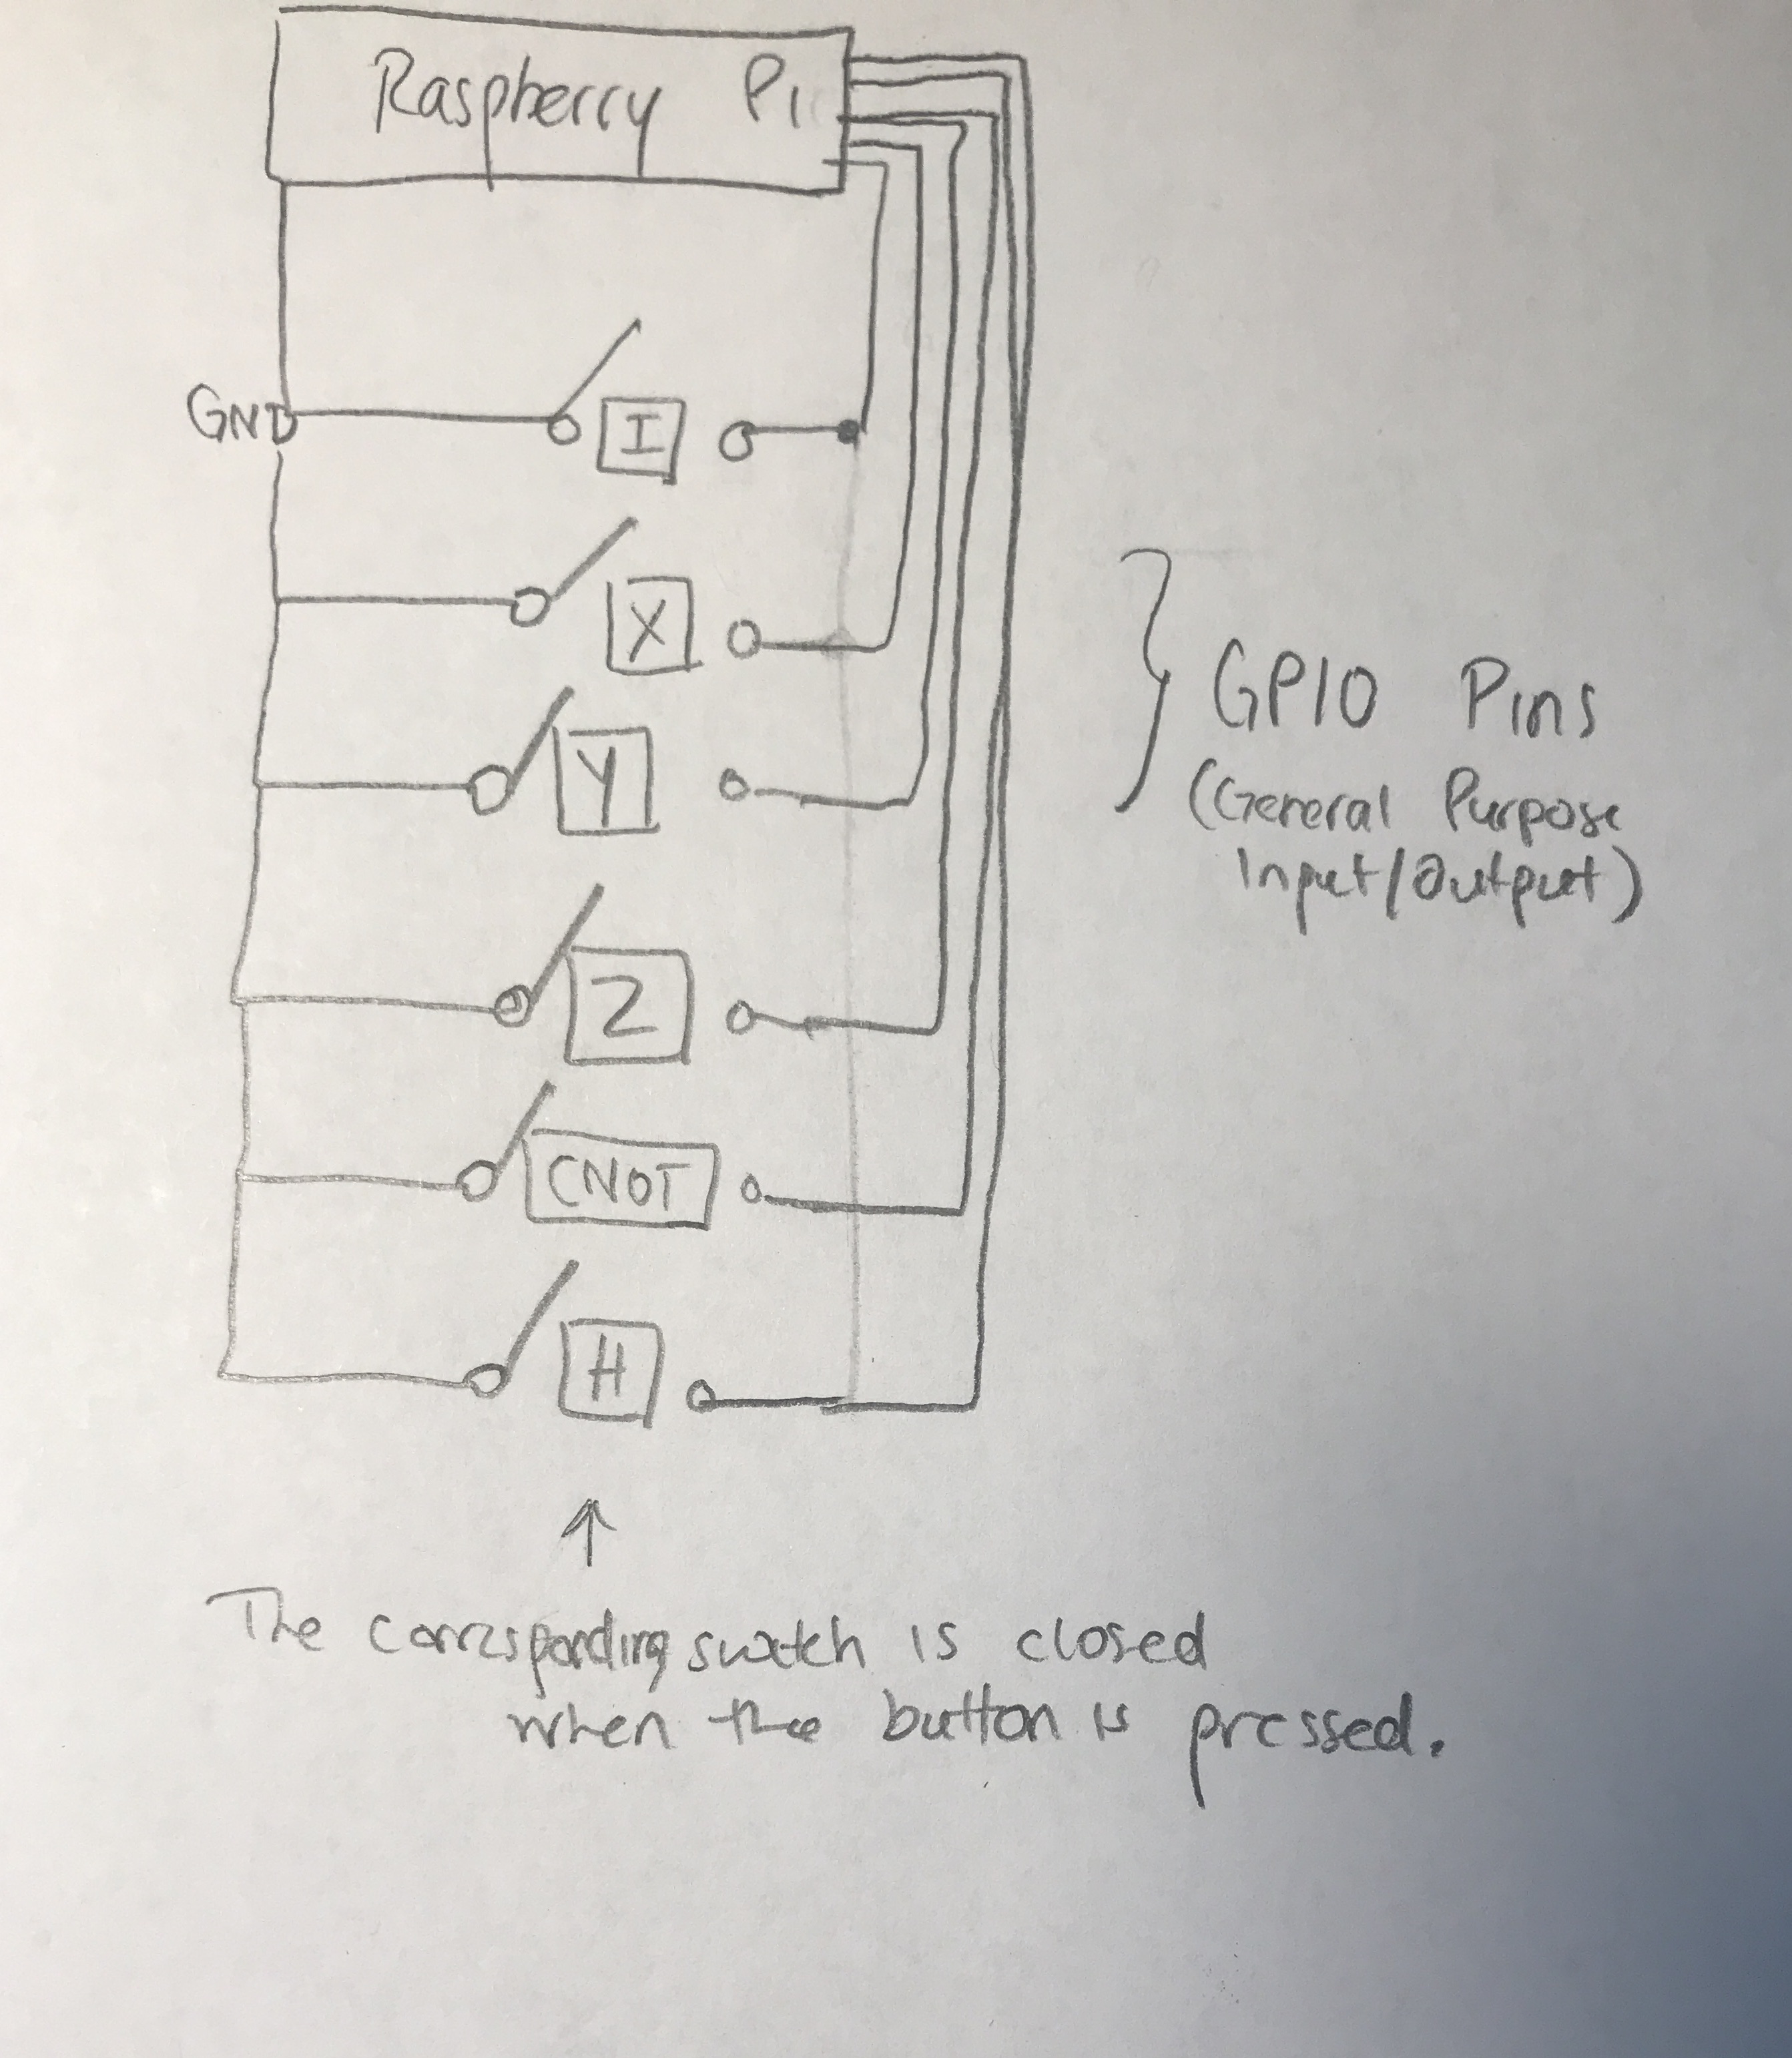 Raspberry Pi
GND
I
X
Y
Z
CNOT
H
GPIO Pins
(General Purpose
Input/Output)
The corresponding switch is closed
when the button is pressed.